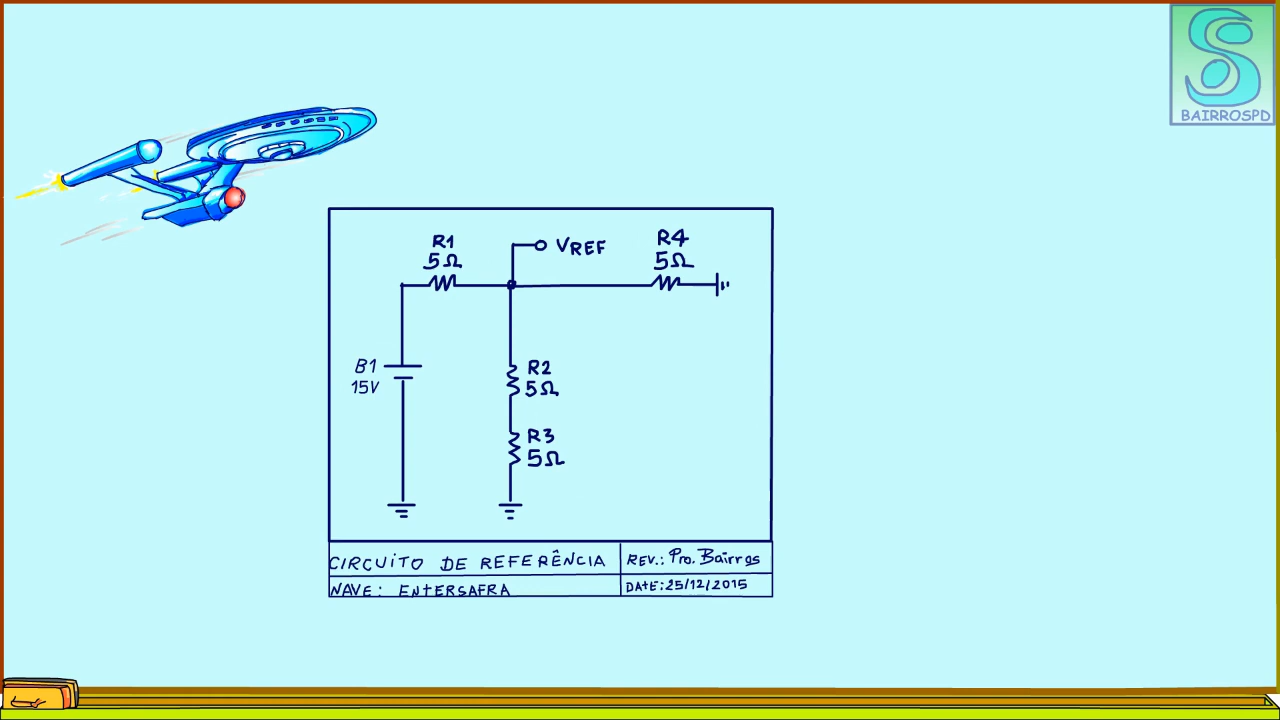 BAIRROSPD
R1
5Ω
VREF
R4
5Ω
B1
15V
R2
5Ω
R3
5Ω
CIRCUITO DE REFERÊNCIA
REV.: Pro. Bairros
NAVE: ENTERSAFRA
DATE:25/12/2015